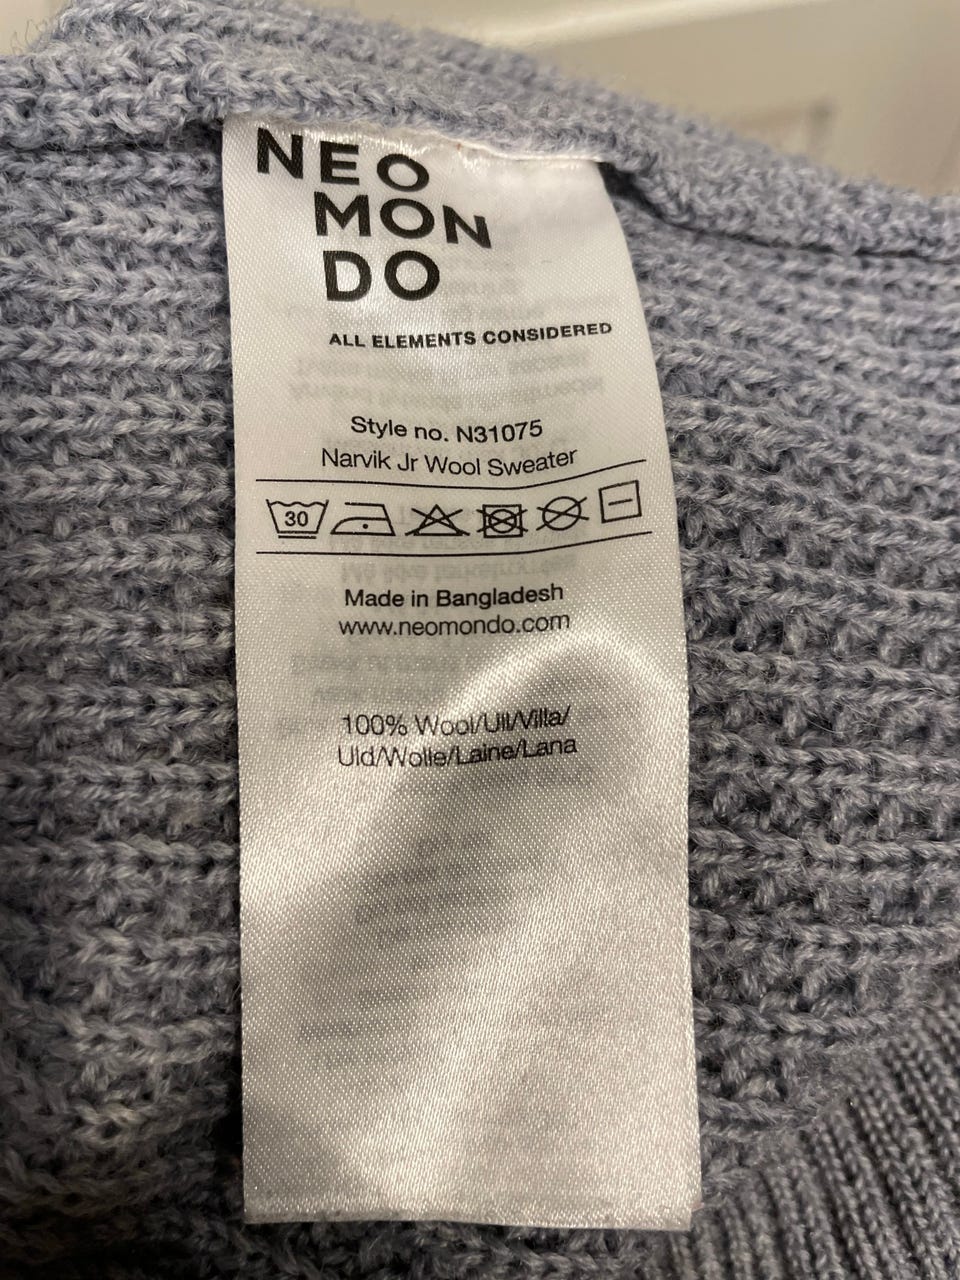 NEO
MON
DO
ALL ELEMENTS CONSIDERED
Style no. N31075
Narvik Jr Wool Sweater
30
Made in Bangladesh
www.neomondo.com
100% Wool/Ull/Villa/
Uld/Wolle/Laine/Lana